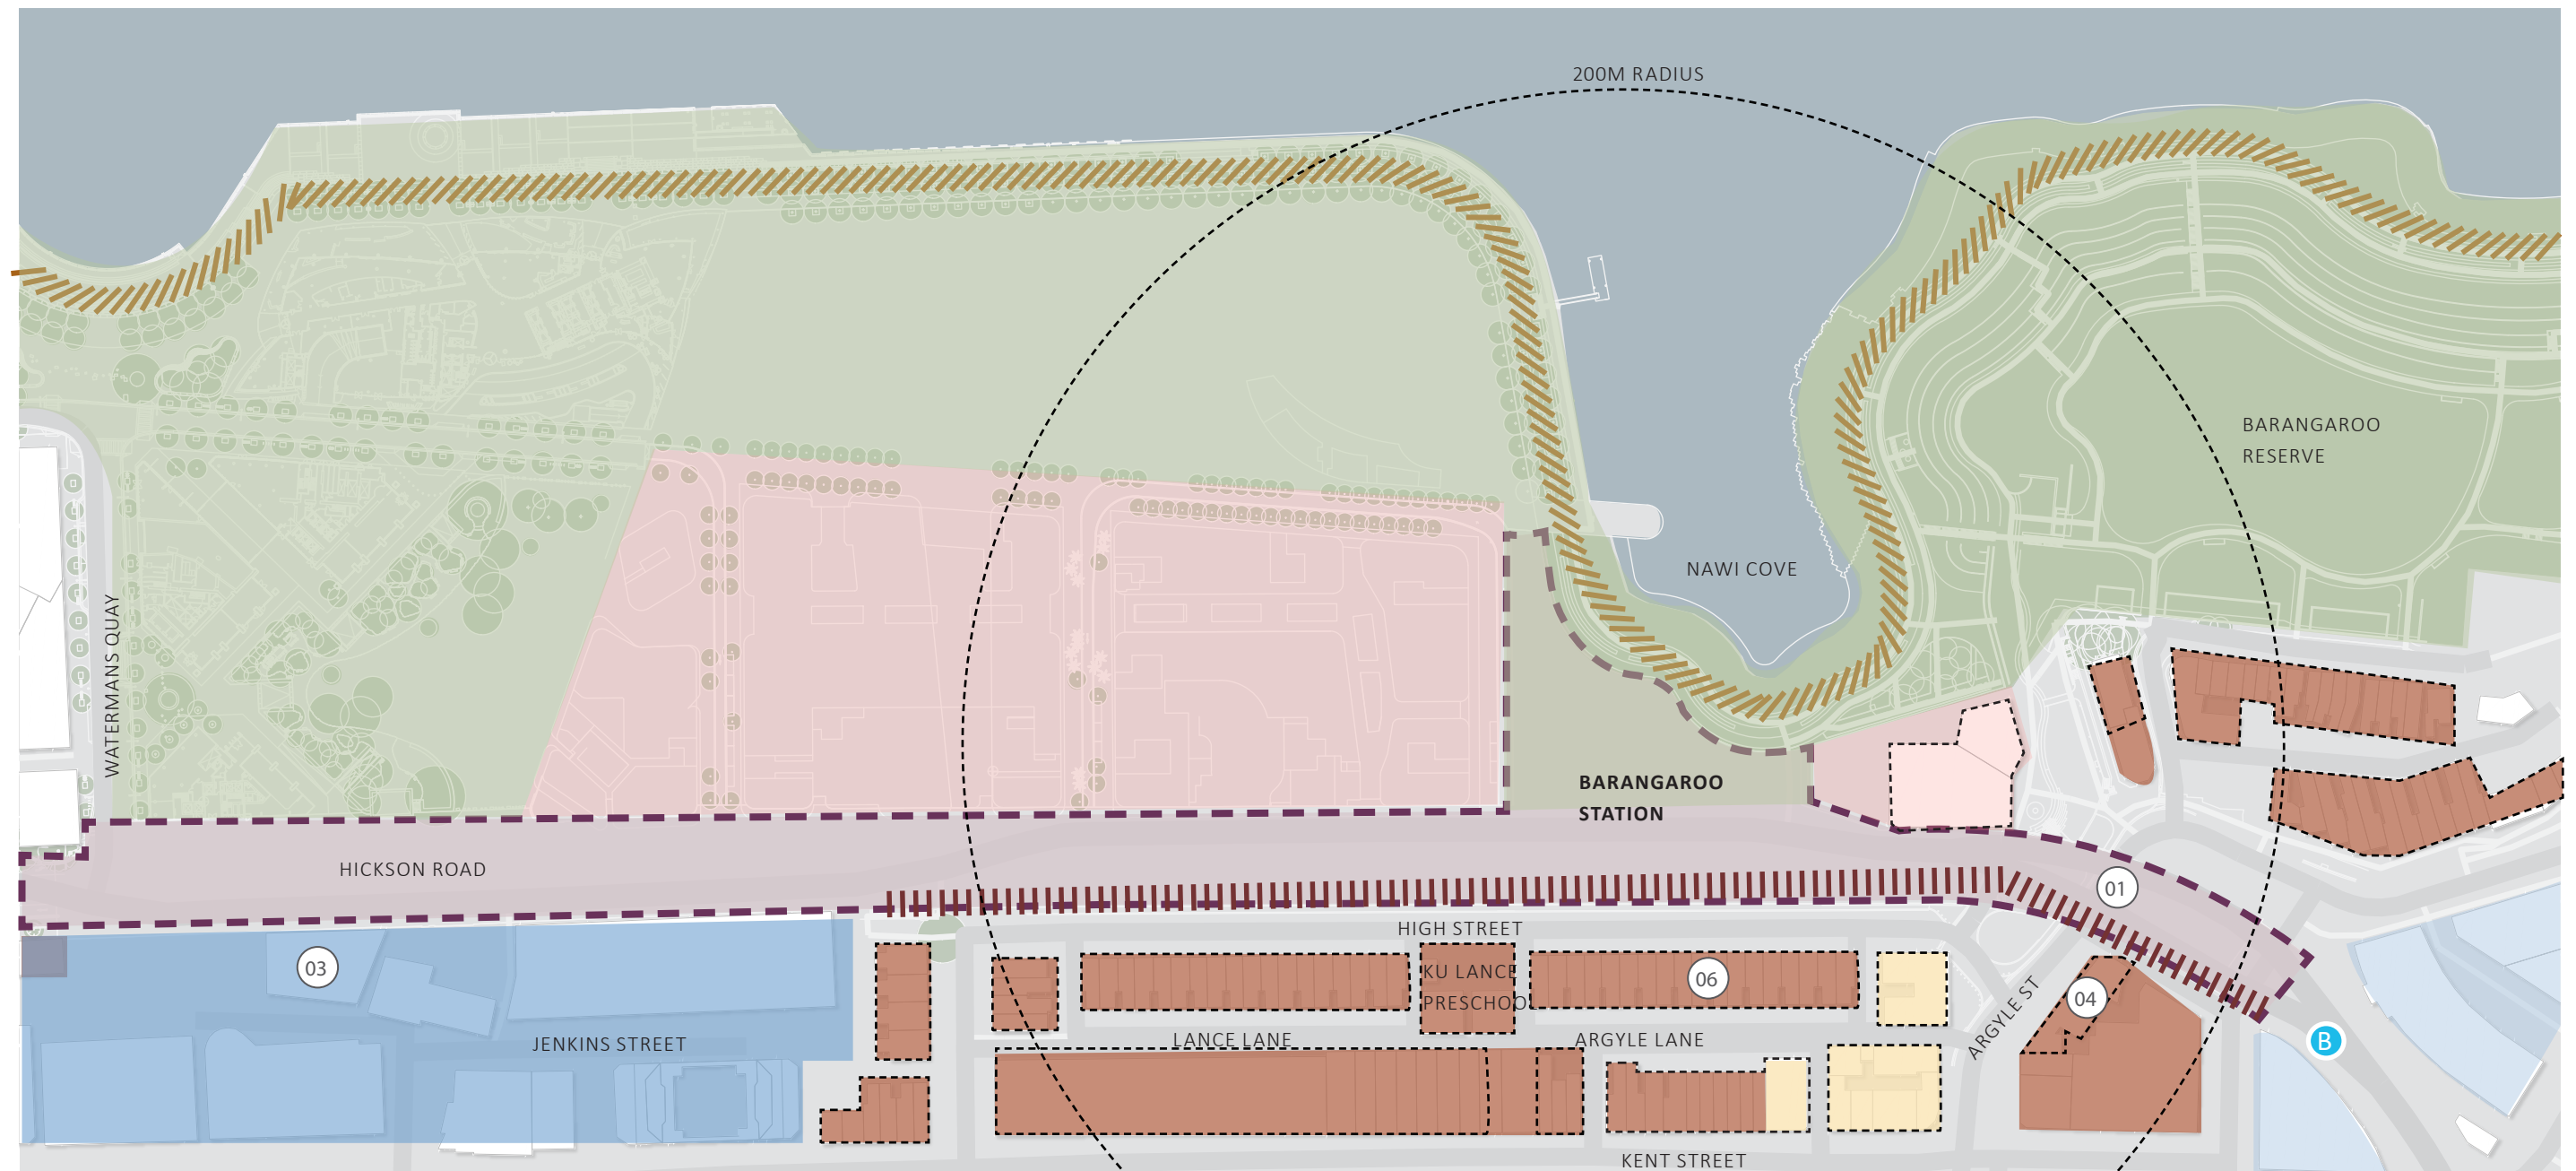 200M RADIUS
BARANGAROO
RESERVE
NAWI COVE
WATERMANS QUAY
BARANGAROO
STATION
HICKSON ROAD
01
HIGH STREET
03
KU LANCE
PRESCHOOL
06
04
ARGYLE ST
JENKINS STREET
LANCE LANE
ARGYLE LANE
B
KENT STREET